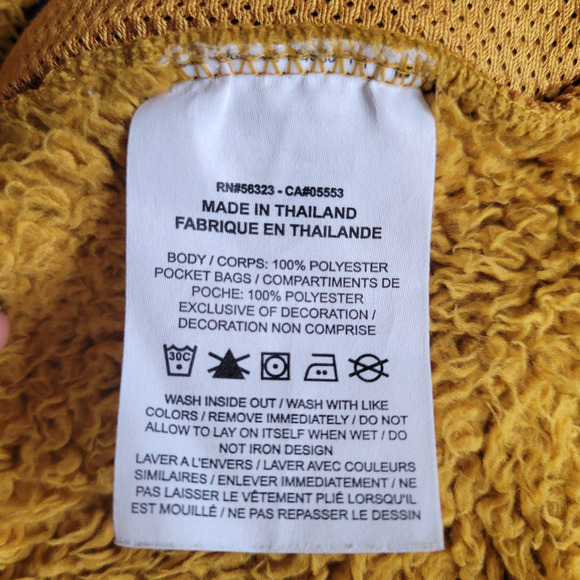 RN#56323 - CA#05553
MADE IN THAILAND
FABRIQUE EN THAILANDE
BODY / CORPS: 100% POLYESTER
POCKET BAGS / COMPARTIMENTS DE
POCHE: 100% POLYESTER
EXCLUSIVE OF DECORATION /
DECORATION NON COMPRISE
30C
WASH INSIDE OUT / WASH WITH LIKE
COLORS / REMOVE IMMEDIATELY / DO NOT
ALLOW TO LAY ON ITSELF WHEN WET / DO
NOT IRON DESIGN
LAVER A L'ENVERS / LAVER AVEC COULEURS
SIMILAIRES / ENLEVER IMMEDIATEMENT / NE
PAS LAISSER LE VÊTEMENT PLIÉ LORSQU'IL
EST MOUILLÉ / NE PAS REPASSER LE DESSIN